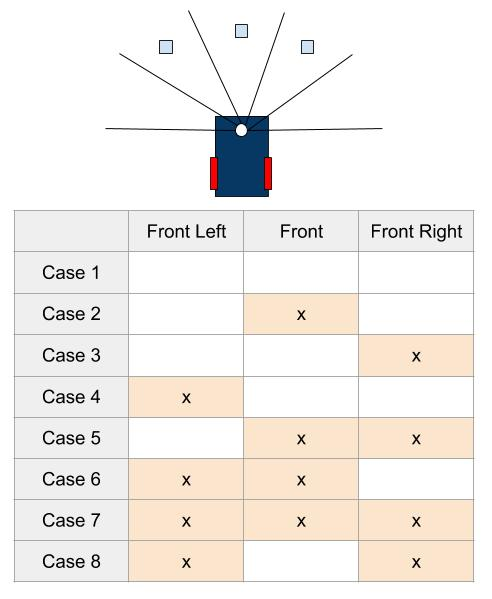 Front Left Front Front Right
Case 1
Case 2 x
Case 3 x
Case 4 x
Case 5 x x
Case 6 x x
Case 7 x x x
Case 8 x x